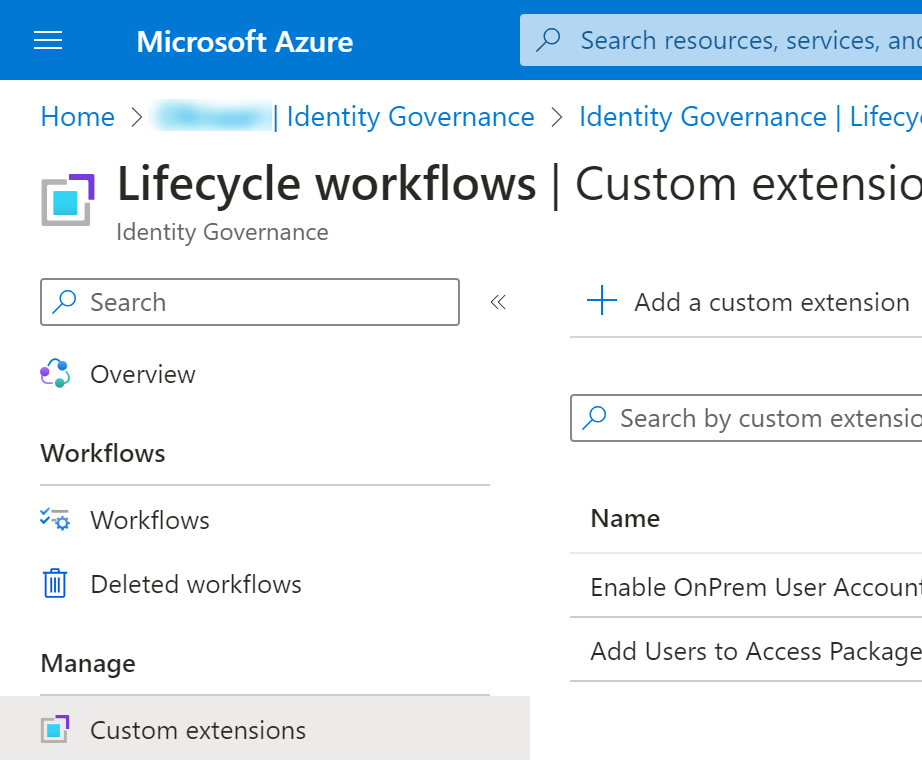 Microsoft Azure
Search resources, services, an
Home > | Identity Governance > Identity Governance | Lifecy
Lifecycle workflows | Custom extensio
Identity Governance
Search
«
+ Add a custom extension
Overview
Search by custom extensio
Workflows
Name
Workflows
Enable OnPrem User Account
Deleted workflows
Add Users to Access Package
Manage
Custom extensions